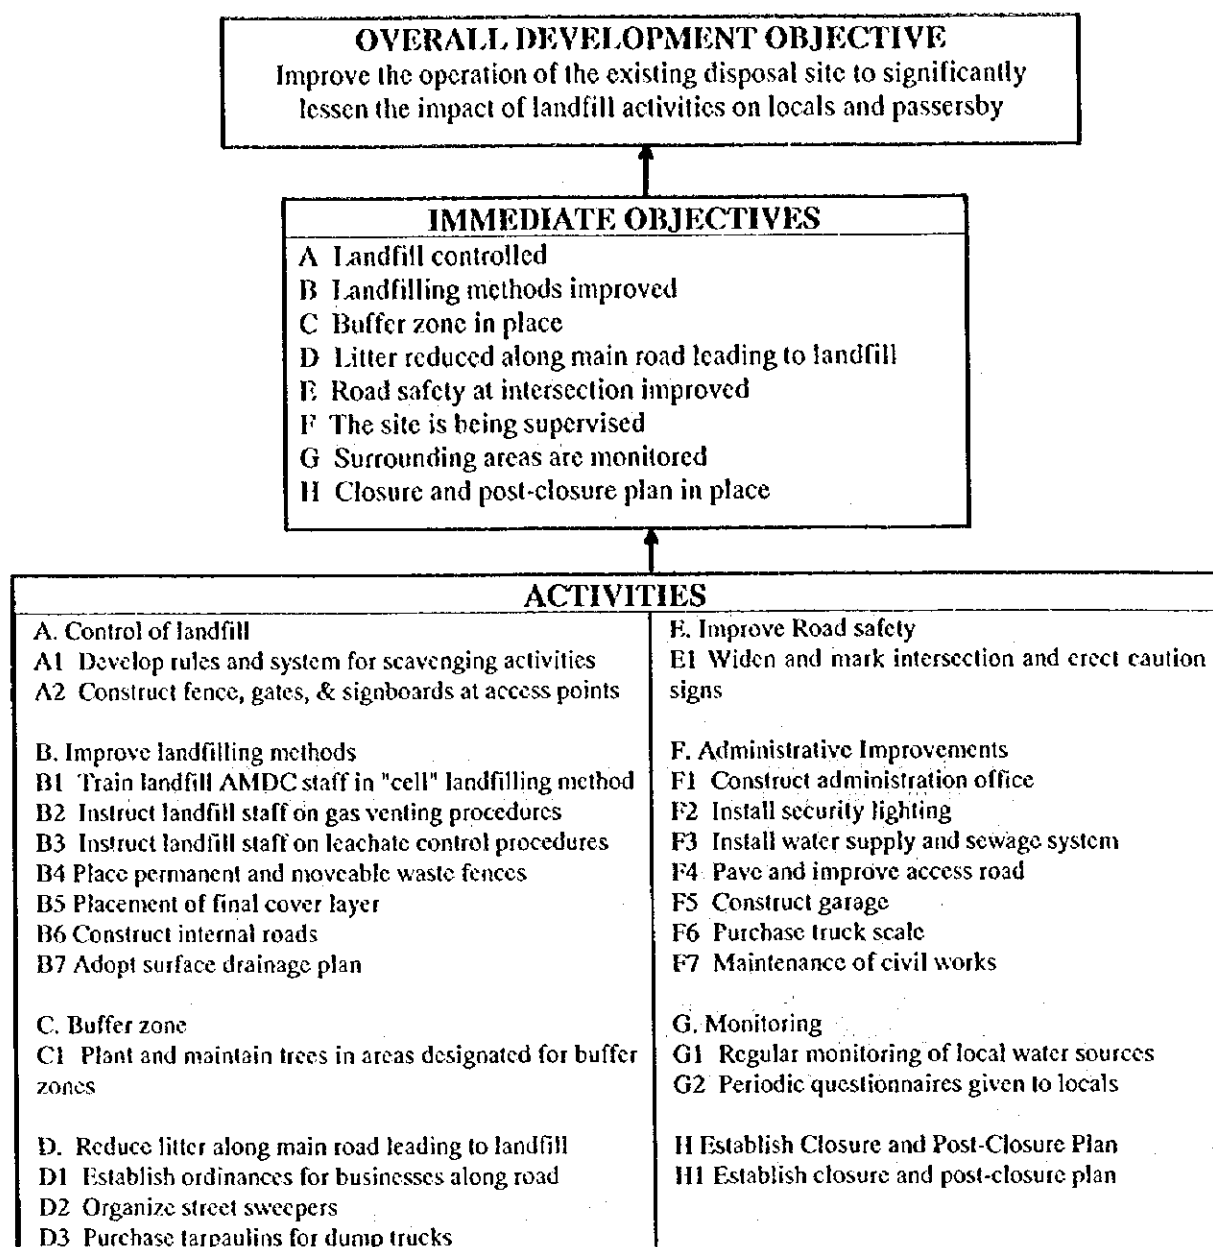 OVERALL DEVELOPMENT OBJECTIVE
Improve the operation of the existing disposal site to significantly
lessen the impact of landfill activities on locals and passersby
IMMEDIATE OBJECTIVES
A Landfill controlled
B Landfilling methods improved
C Buffer zone in place
D Litter reduced along main road leading to landfill
E Road safety at intersection improved
F The site is being supervised
G Surrounding areas are monitored
H Closure and post-closure plan in place
ACTIVITIES
A. Control of landfill
A1 Develop rules and system for scavenging activities
A2 Construct fence, gates, & signboards at access points
B. Improve landfilling methods
B1 Train landfill AMDC staff in "cell" landfilling method
B2 Instruct landfill staff on gas venting procedures
B3 Instruct landfill staff on leachate control procedures
B4 Place permanent and moveable waste fences
B5 Placement of final cover layer
B6 Construct internal roads
B7 Adopt surface drainage plan
C. Buffer zone
C1 Plant and maintain trees in areas designated for buffer
zones
D. Reduce litter along main road leading to landfill
D1 Establish ordinances for businesses along road
D2 Organize street sweepers
D3 Purchase tarpaulins for dump trucks
E. Improve Road safety
E1 Widen and mark intersection and erect caution
signs
F. Administrative Improvements
F1 Construct administration office
F2 Install security lighting
F3 Install water supply and sewage system
F4 Pave and improve access road
F5 Construct garage
F6 Purchase truck scale
F7 Maintenance of civil works
G. Monitoring
G1 Regular monitoring of local water sources
G2 Periodic questionnaires given to locals
H Establish Closure and Post-Closure Plan
H1 Establish closure and post-closure plan